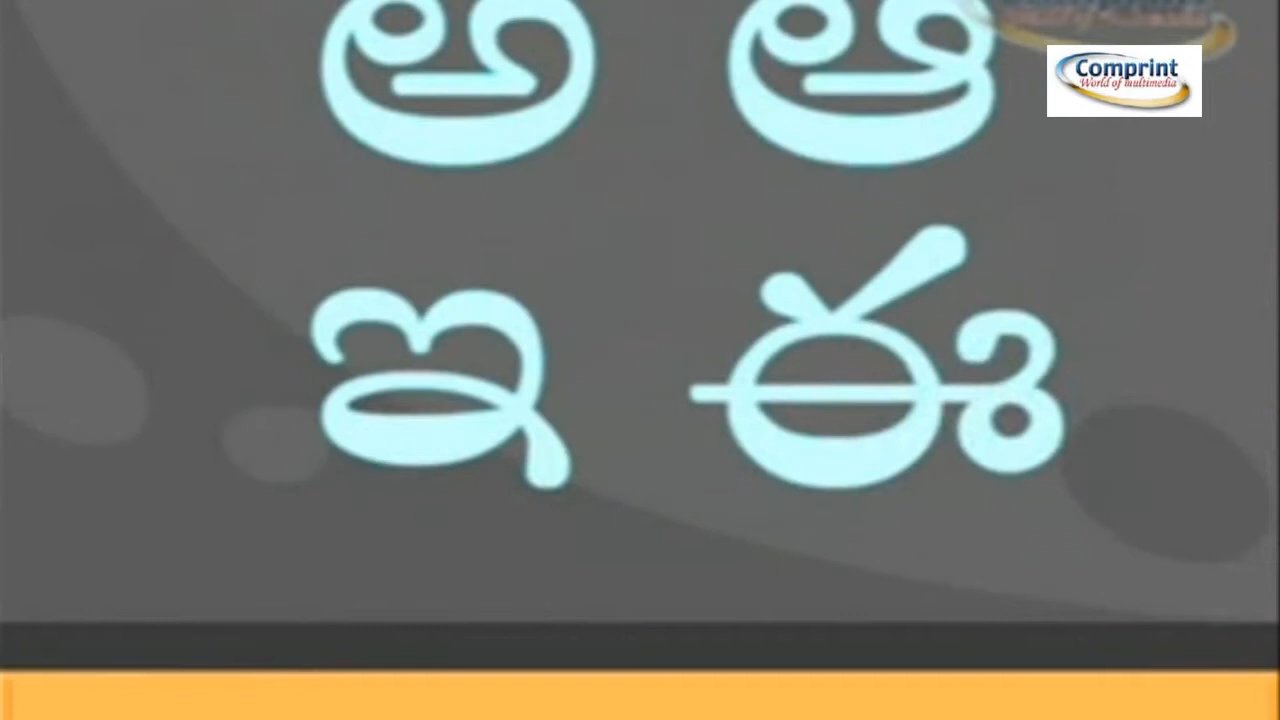 అ ఆ
ఇ ఈ
Comprint
World of multimedia